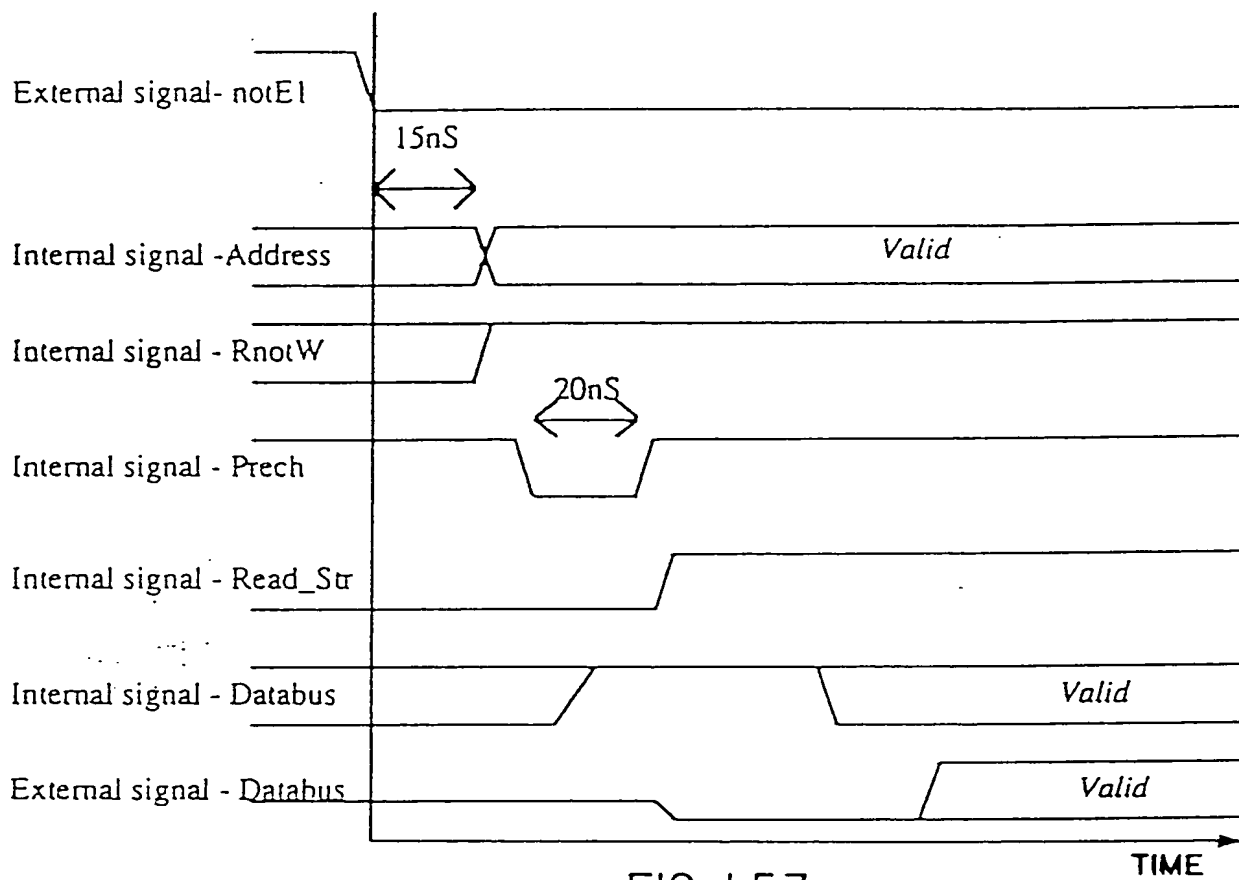 External signal- notE1
15nS
Internal signal -Address
Valid
Internal signal - RnotW
20nS
Internal signal - Prech
Internal signal - Read_Str
Internal signal - Databus
Valid
External signal - Databus
Valid
TIME